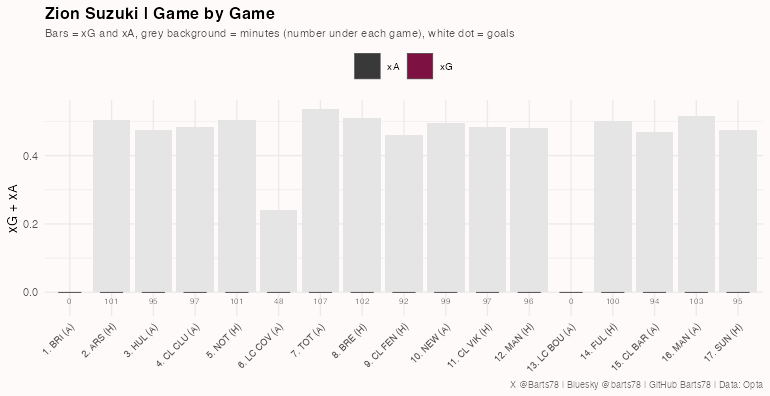 Zion Suzuki | Game by Game
Bars = xG and xA, grey background = minutes (number under each game), white dot = goals
xA xG
xG + xA
0.4
0.2
0.0
0 101 95 97 101 48 107 102 92 99 97 96 0 100 94 103 95
1. BRI (A)
2. ARS (H)
3. HUL (A)
4. CL CLU (A)
5. NOT (H)
6. LC COV (A)
7. TOT (A)
8. BRE (H)
9. CL FEN (H)
10. NEW (A)
11. CL VIK (H)
12. MAN (H)
13. LC BOU (A)
14. FUL (H)
15. CL BAR (A)
16. MAN (A)
17. SUN (H)
X @Barts78 | Bluesky @barts78 | GitHub Barts78 | Data: Opta